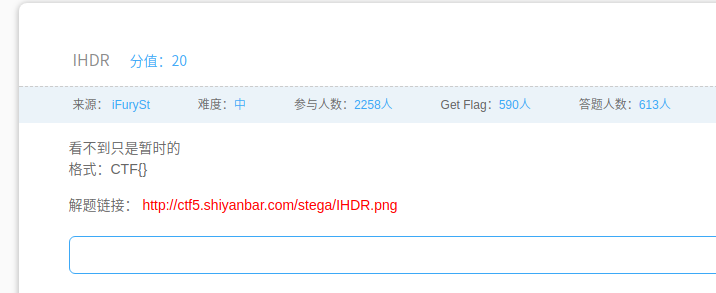 IHDR 分值：20
来源： iFurySt 难度：中 参与人数：2258人 Get Flag：590人 答题人数：613人
看不到只是暂时的
格式：CTF{}
解题链接： http://ctf5.shiyanbar.com/stega/IHDR.png